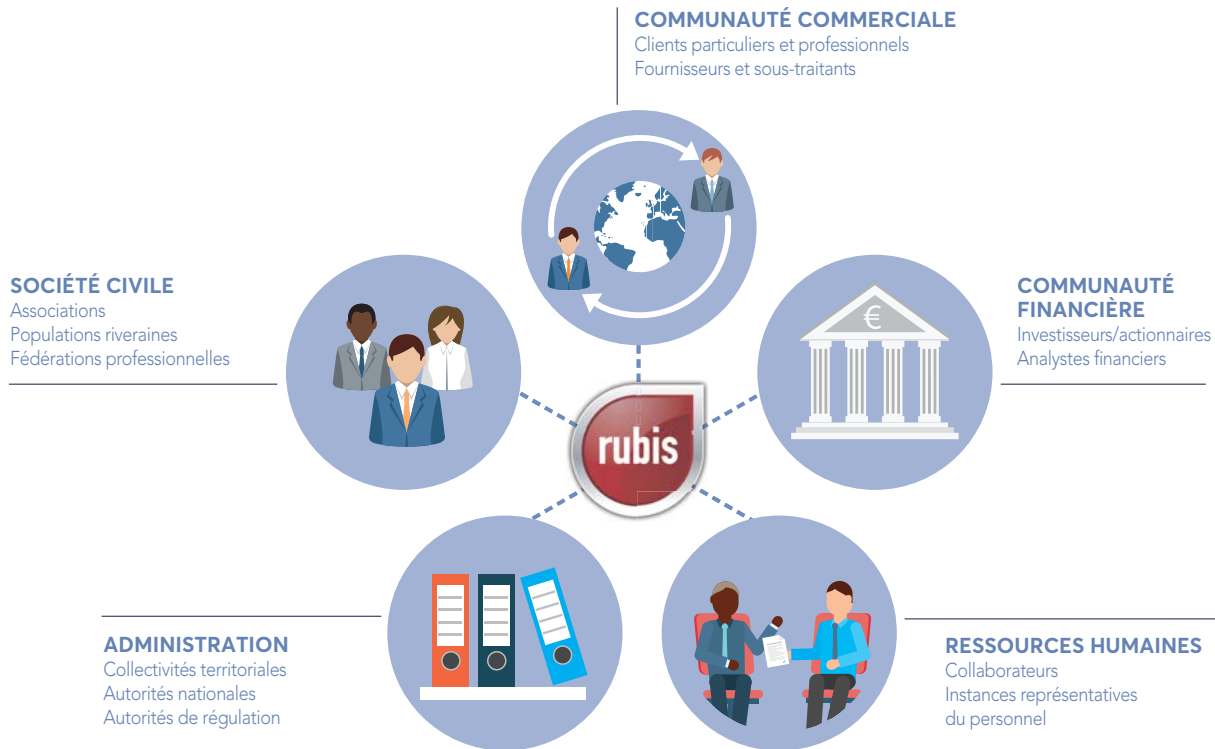 COMMUNAUTÉ COMMERCIALE
Clients particuliers et professionnels
Fournisseurs et sous-traitants
SOCIÉTÉ CIVILE
Associations
Populations riveraines
Fédérations professionnelles
COMMUNAUTÉ
FINANCIÈRE
Investisseurs/actionnaires
Analystes financiers
€
rubis
ADMINISTRATION
Collectivités territoriales
Autorités nationales
Autorités de régulation
RESSOURCES HUMAINES
Collaborateurs
Instances représentatives
du personnel